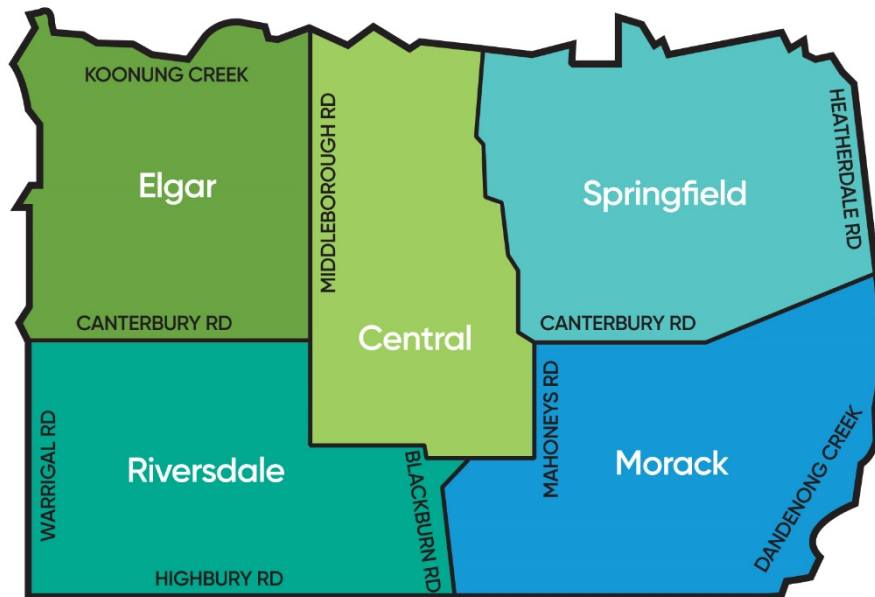 KOONUNG CREEK
MIDDLEBOROUGH RD
HEATHERDALE RD
Elgar
Springfield
CANTERBURY RD
CANTERBURY RD
Central
WARRIGAL RD
MAHONEYS RD
Riversdale
Morack
BLACKBURN RD
DANDENONG CREEK
HIGHBURY RD